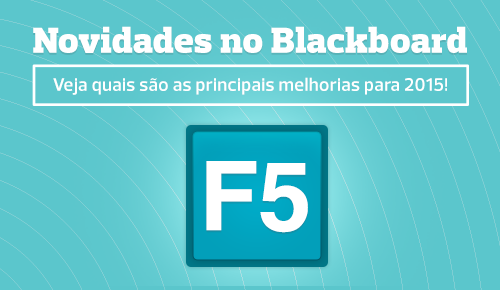 Novidades no Blackboard
Veja quais são as principais melhorias para 2015!
F5